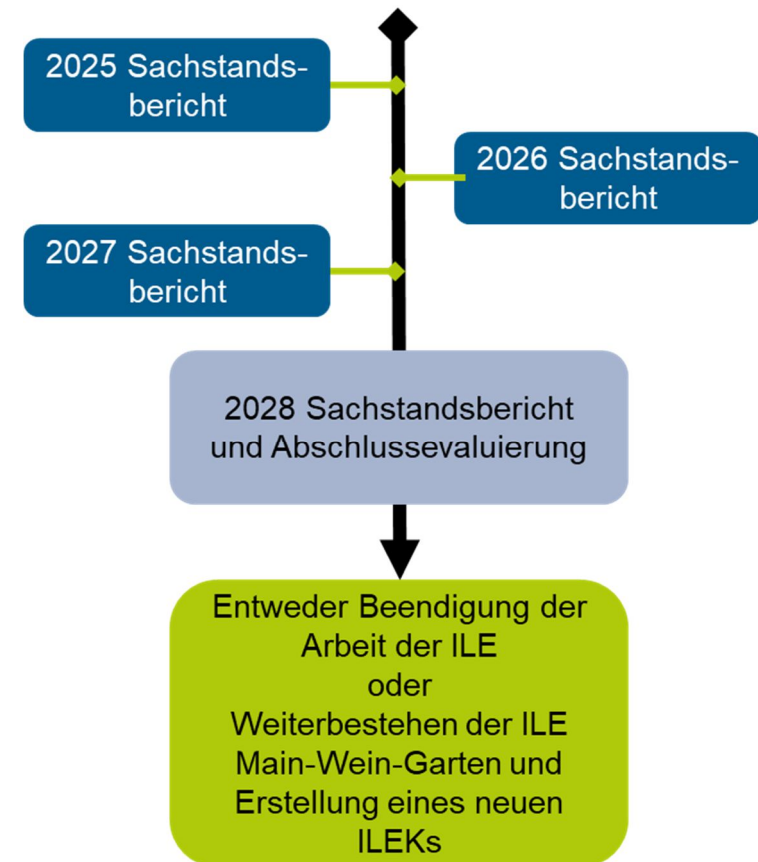 2025 Sachstands-
bericht
2026 Sachstands-
bericht
2027 Sachstands-
bericht
2028 Sachstandsbericht
und Abschlussevaluierung
Entweder Beendigung der
Arbeit der ILE
oder
Weiterbestehen der ILE
Main-Wein-Garten und
Erstellung eines neuen
ILEKs